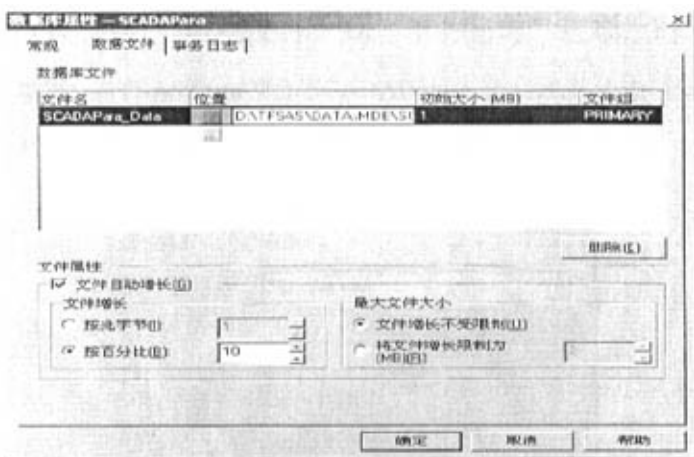 数据库属性 — SCADAPara
常规 数据文件 事务日志
数据库文件
文件名 位置 初始大小 (MB) 文件组
SCADAPara_Data 1 PRIMARY
删除(E)
文件属性
文件自动增长(G)
文件增长 最大文件大小
按兆字节(I) 1 文件增长不受限制(U)
按百分比(B) 10 将文件增长限制为
(MB)(R)
确定 取消 帮助